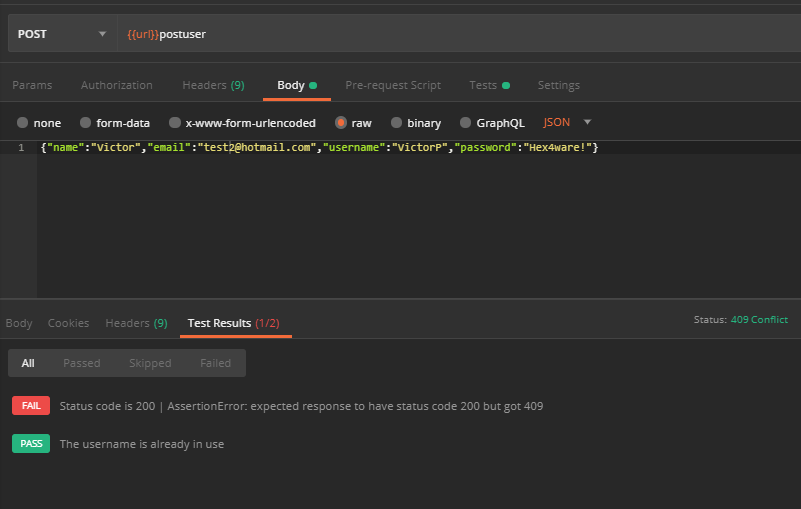 POST {{url}}postuser
Params Authorization Headers (9) Body Pre-request Script Tests Settings
none form-data x-www-form-urlencoded raw binary GraphQL JSON
1 {"name":"Victor","email":"test2@hotmail.com","username":"VictorP","password":"Hex4ware!"}
Body Cookies Headers (9) Test Results (1/2) Status: 409 Conflict
All Passed Skipped Failed
FAIL Status code is 200 | AssertionError: expected response to have status code 200 but got 409
PASS The username is already in use